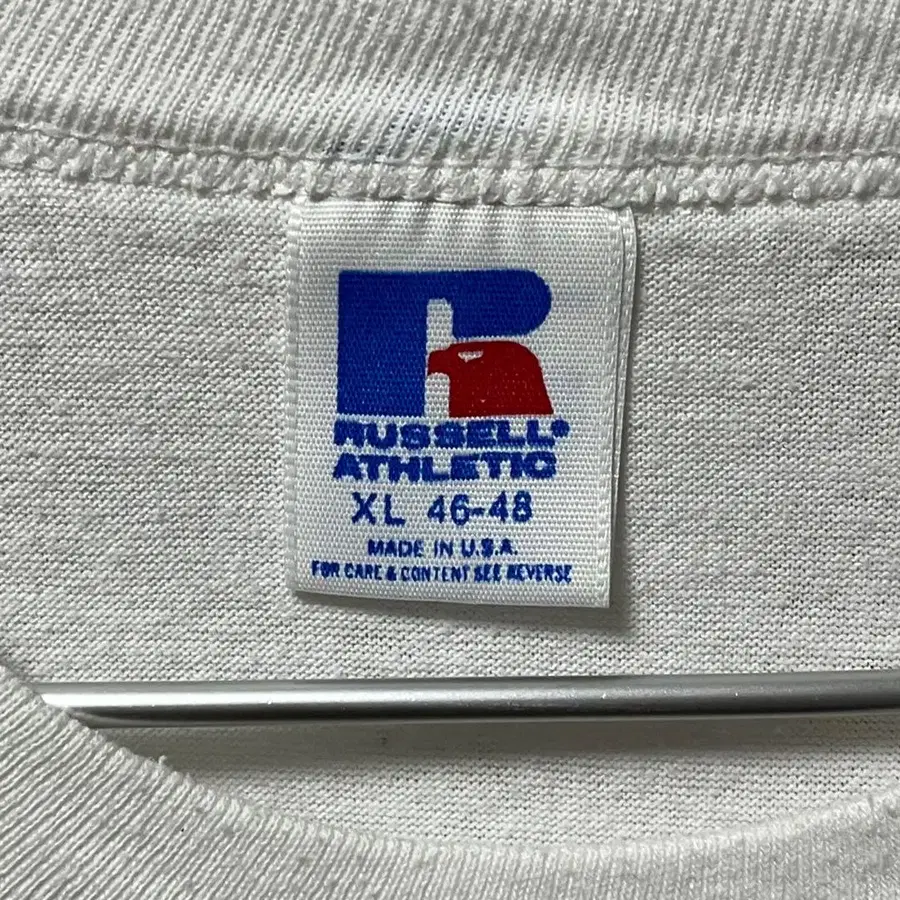 R
RUSSELL®
ATHLETIC
XL 46-48
MADE IN U.S.A.
FOR CARE & CONTENT SEE REVERSE